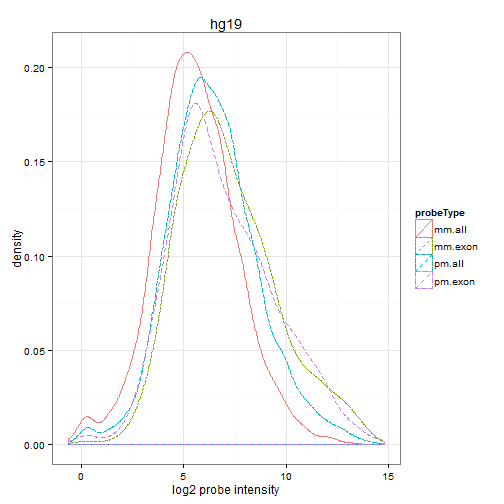 hg19
density
0.20
0.15
0.10
0.05
0.00
0
5
10
15
log2 probe intensity
probeType
mm.all
mm.exon
pm.all
pm.exon